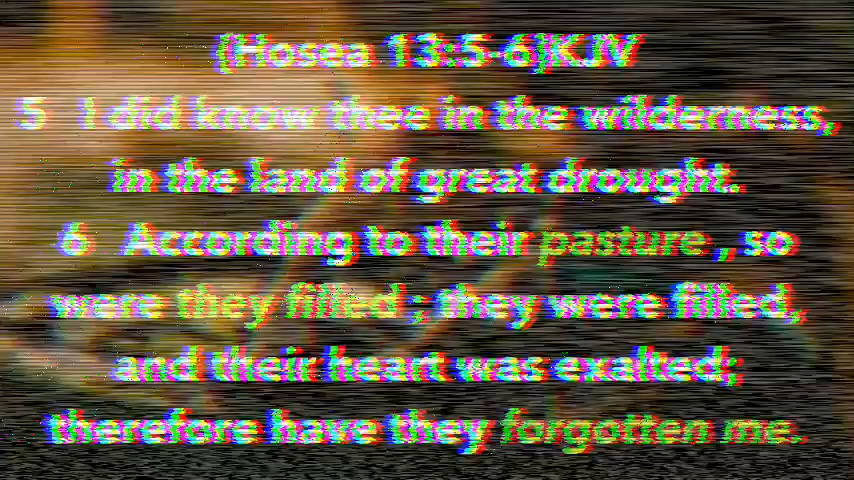 (Hosea 13:5-6)KJV
5 I did know thee in the wilderness,
in the land of great drought.
6 According to their pasture , so
were they filled ; they were filled,
and their heart was exalted;
therefore have they forgotten me.